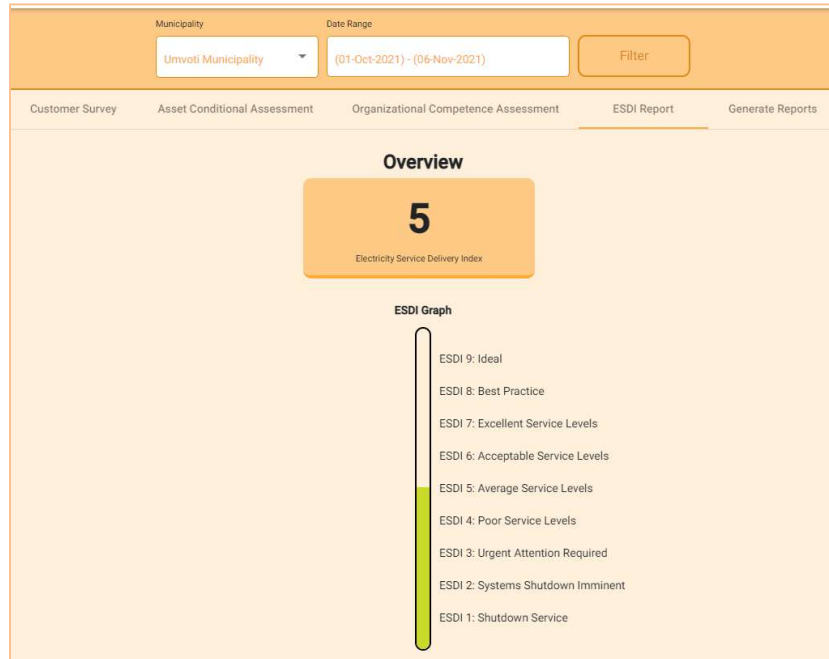 Municipality Date Range
Umvoti Municipality (01-Oct-2021) - (06-Nov-2021) Filter
Customer Survey Asset Conditional Assessment Organizational Competence Assessment ESDI Report Generate Reports
Overview
5
Electricity Service Delivery Index
ESDI Graph
ESDI 9: Ideal
ESDI 8: Best Practice
ESDI 7: Excellent Service Levels
ESDI 6: Acceptable Service Levels
ESDI 5: Average Service Levels
ESDI 4: Poor Service Levels
ESDI 3: Urgent Attention Required
ESDI 2: Systems Shutdown Imminent
ESDI 1: Shutdown Service